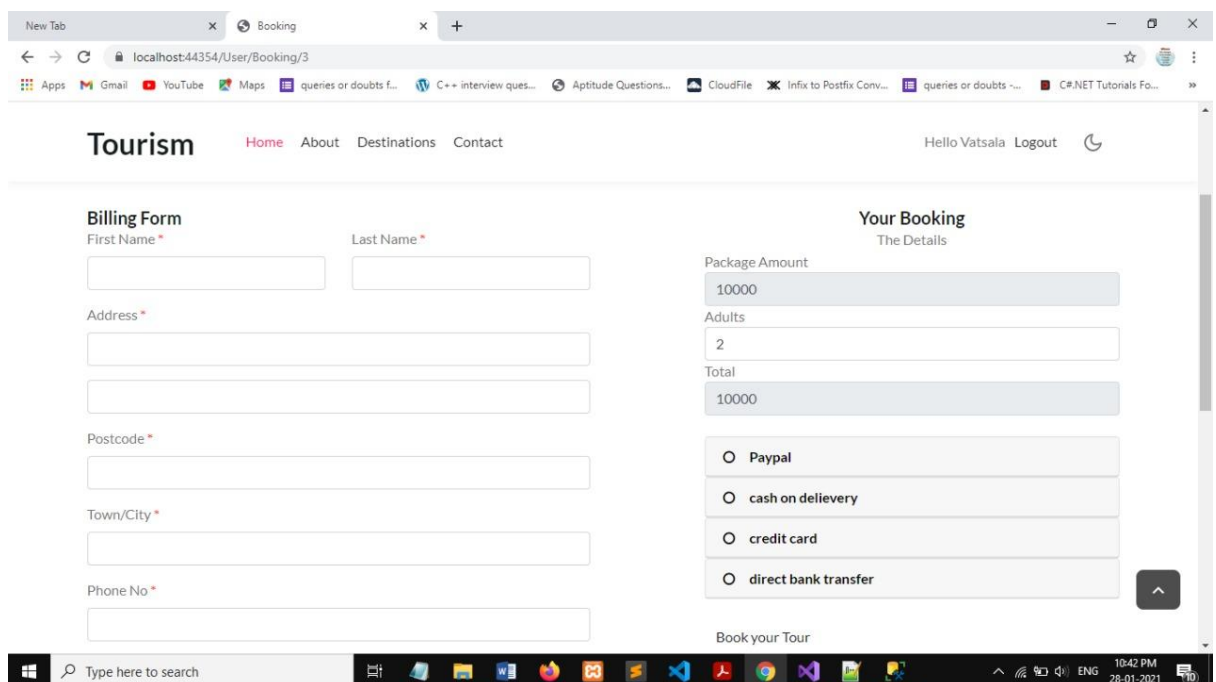 New Tab
Booking
localhost:44354/User/Booking/3
Apps Gmail YouTube Maps queries or doubts f... C++ interview ques... Aptitude Questions... CloudFile Infix to Postfix Conv... queries or doubts -... C#.NET Tutorials Fo... »
Tourism Home About Destinations Contact Hello Vatsala Logout
Billing Form
First Name * Last Name *
Address *
Postcode *
Town/City *
Phone No *
Your Booking
The Details
Package Amount
10000
Adults
2
Total
10000
Paypal
cash on delievery
credit card
direct bank transfer
Book your Tour
Type here to search
ENG
10:42 PM
28-01-2021